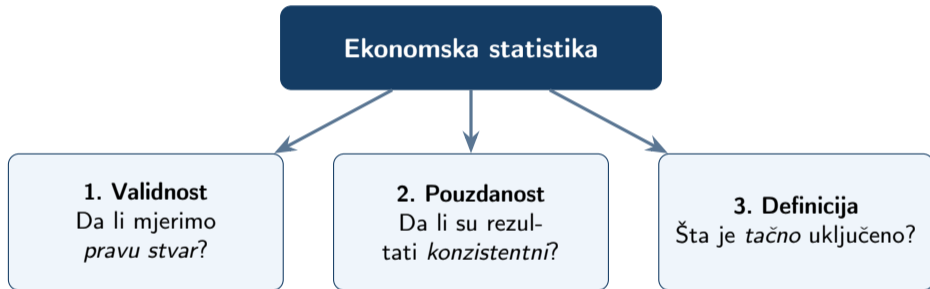 Ekonomska statistika
1. Validnost
Da li mjerimo
pravu stvar?
2. Pouzdanost
Da li su rezul-
tati konzistentni?
3. Definicija
Šta je tačno uključeno?